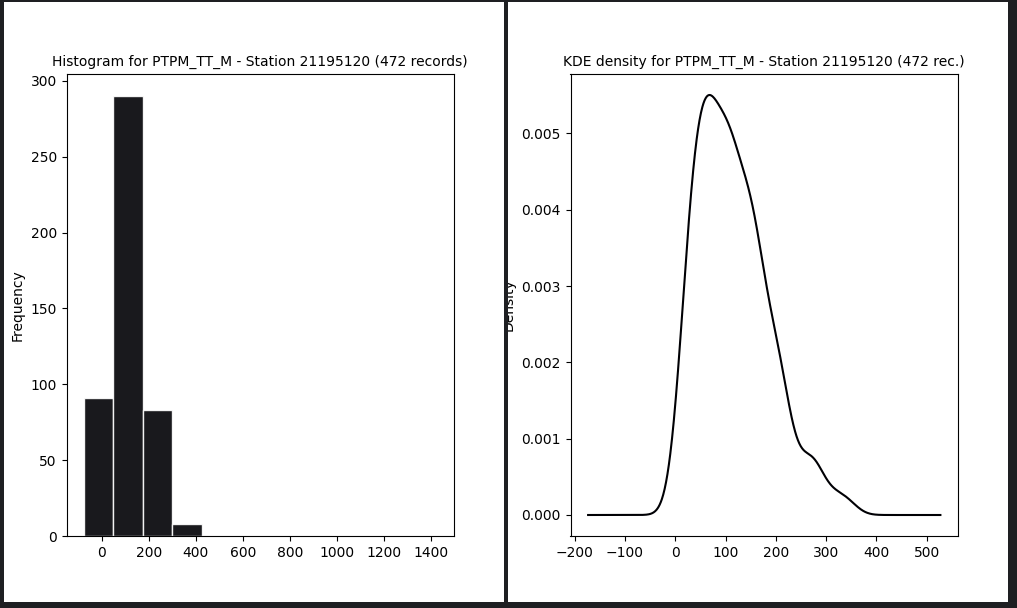 Histogram for PTPM_TT_M - Station 21195120 (472 records)
300
250
200
150
100
50
0
Frequency
0 200 400 600 800 1000 1200 1400
KDE density for PTPM_TT_M - Station 21195120 (472 rec.)
0.005
0.004
0.003
0.002
0.001
0.000
Density
−200 −100 0 100 200 300 400 500